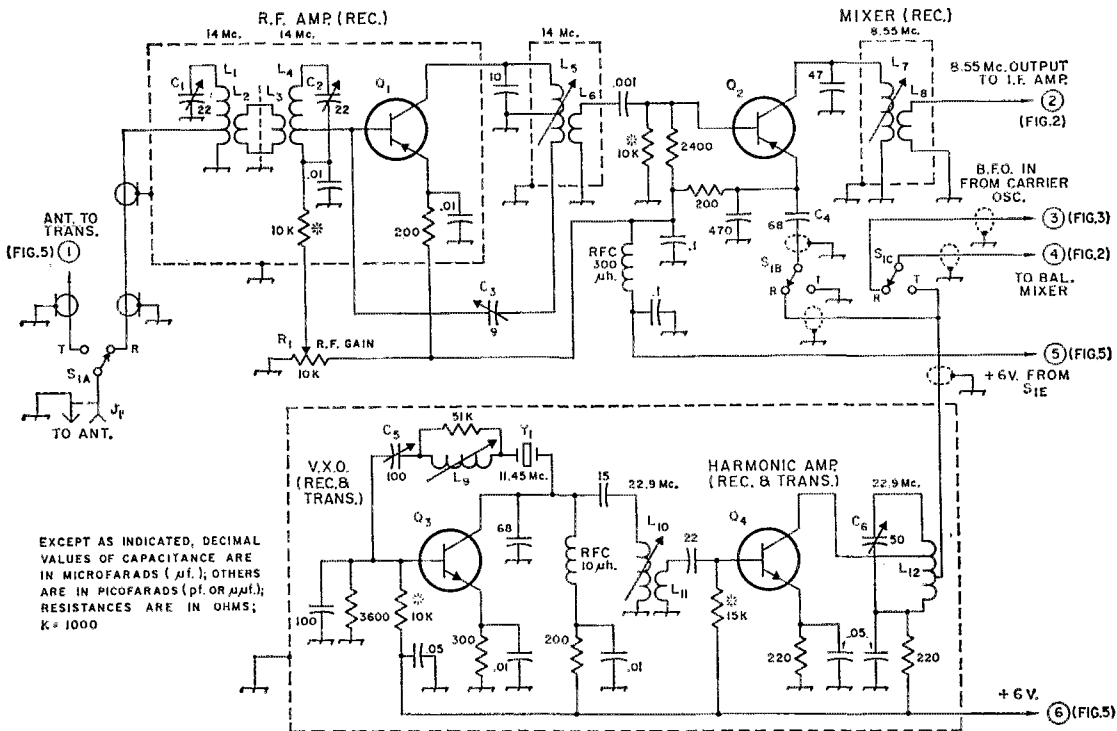 R.F. AMP. (REC.)
MIXER (REC.)
14 Mc. 14 Mc.
14 Mc.
8.55 Mc.
C1
22
L1
L2
L3
L4
C2
22
Q1
10
L5
L6
.001
Q2
47
L7
L8
8.55 Mc. OUTPUT
TO I.F. AMP.
2
(FIG.2)
.01
10K
※
200
.01
※
10K
2400
200
470
68
C4
B.F.O. IN
FROM CARRIER
OSC.
3 (FIG.3)
4 (FIG.2)
TO BAL.
MIXER
ANT. TO
TRANS.
(FIG.5) 1
C3
9
RFC
300
µh.
.1
.1
S1B
R
T
S1C
R
T
R1
R.F. GAIN
10K
5 (FIG.5)
+6V. FROM
S1E
T
R
S1A
J1
TO ANT.
51K
C5
100
L9
Y1
11.45 Mc.
V.X.O.
(REC.&
TRANS.)
HARMONIC AMP.
(REC. & TRANS.)
22.9 Mc.
22.9 Mc.
15
Q3
68
RFC
10µh.
L10
L11
22
Q4
C6
50
L12
EXCEPT AS INDICATED, DECIMAL
VALUES OF CAPACITANCE ARE
IN MICROFARADS (µf.); OTHERS
ARE IN PICOFARADS (pf. OR µµf.);
RESISTANCES ARE IN OHMS;
K=1000
100
3600
※
10K
.05
300
.01
200
.01
※
15K
220
.05
220
+6 V.
6 (FIG.5)